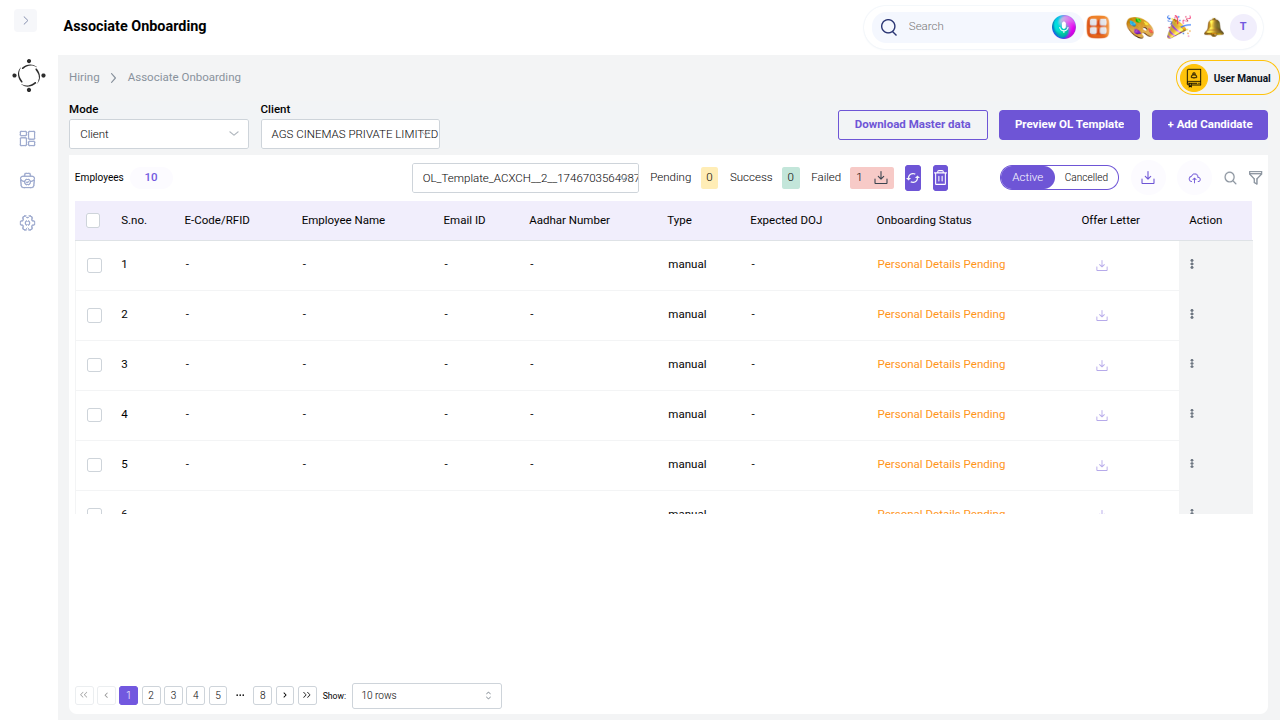 Associate Onboarding
Search
T
Hiring
Associate Onboarding
User Manual
Mode
Client
Client
AGS CINEMAS PRIVATE LIMITED
Download Master data
Preview OL Template
+ Add Candidate
Employees 10
OL_Template_ACXCH__2__1746703564987
Pending 0 Success 0 Failed 1
Active Cancelled
S.no. E-Code/RFID Employee Name Email ID Aadhar Number Type Expected DOJ Onboarding Status Offer Letter Action
1 - - - - manual - Personal Details Pending
2 - - - - manual - Personal Details Pending
3 - - - - manual - Personal Details Pending
4 - - - - manual - Personal Details Pending
5 - - - - manual - Personal Details Pending
6 manual Personal Details Pending
1 2 3 4 5 ••• 8 Show: 10 rows